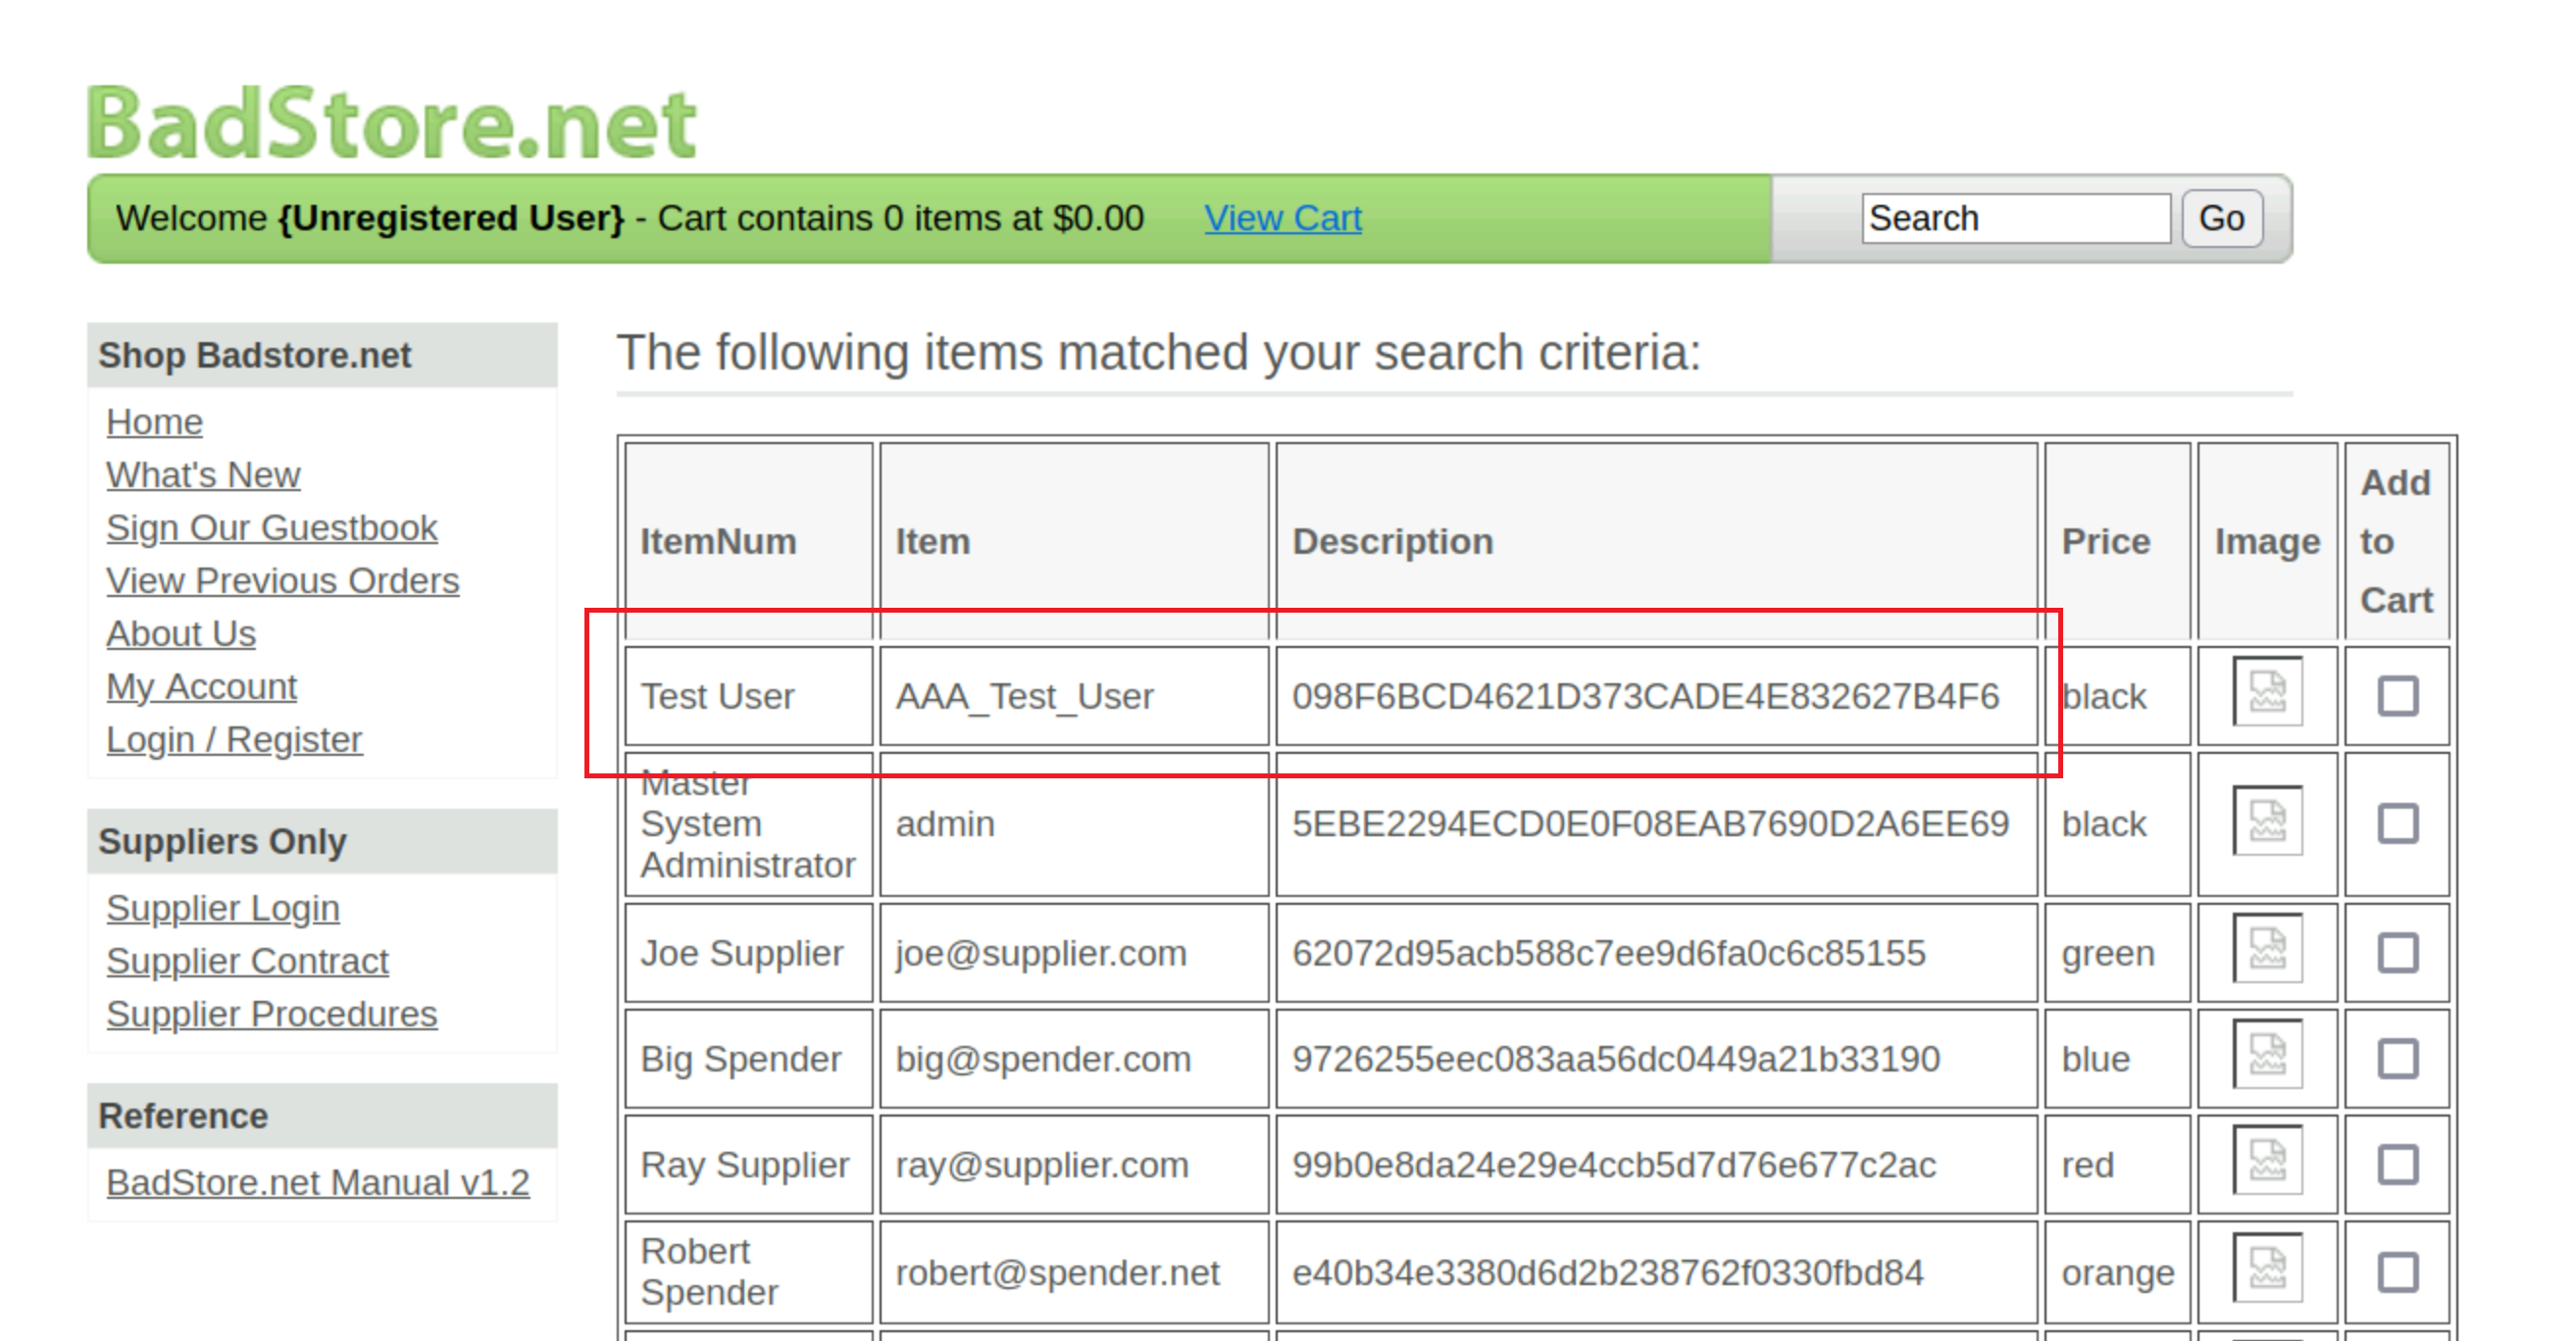 BadStore.net
Welcome {Unregistered User} - Cart contains 0 items at $0.00 View Cart Search Go
Shop Badstore.net
Home
What's New
Sign Our Guestbook
View Previous Orders
About Us
My Account
Login / Register
Suppliers Only
Supplier Login
Supplier Contract
Supplier Procedures
Reference
BadStore.net Manual v1.2
The following items matched your search criteria:
ItemNum Item Description Price Image Add to Cart
Test User AAA_Test_User 098F6BCD4621D373CADE4E832627B4F6 black
Master System Administrator admin 5EBE2294ECD0E0F08EAB7690D2A6EE69 black
Joe Supplier joe@supplier.com 62072d95acb588c7ee9d6fa0c6c85155 green
Big Spender big@spender.com 9726255eec083aa56dc0449a21b33190 blue
Ray Supplier ray@supplier.com 99b0e8da24e29e4ccb5d7d76e677c2ac red
Robert Spender robert@spender.net e40b34e3380d6d2b238762f0330fbd84 orange